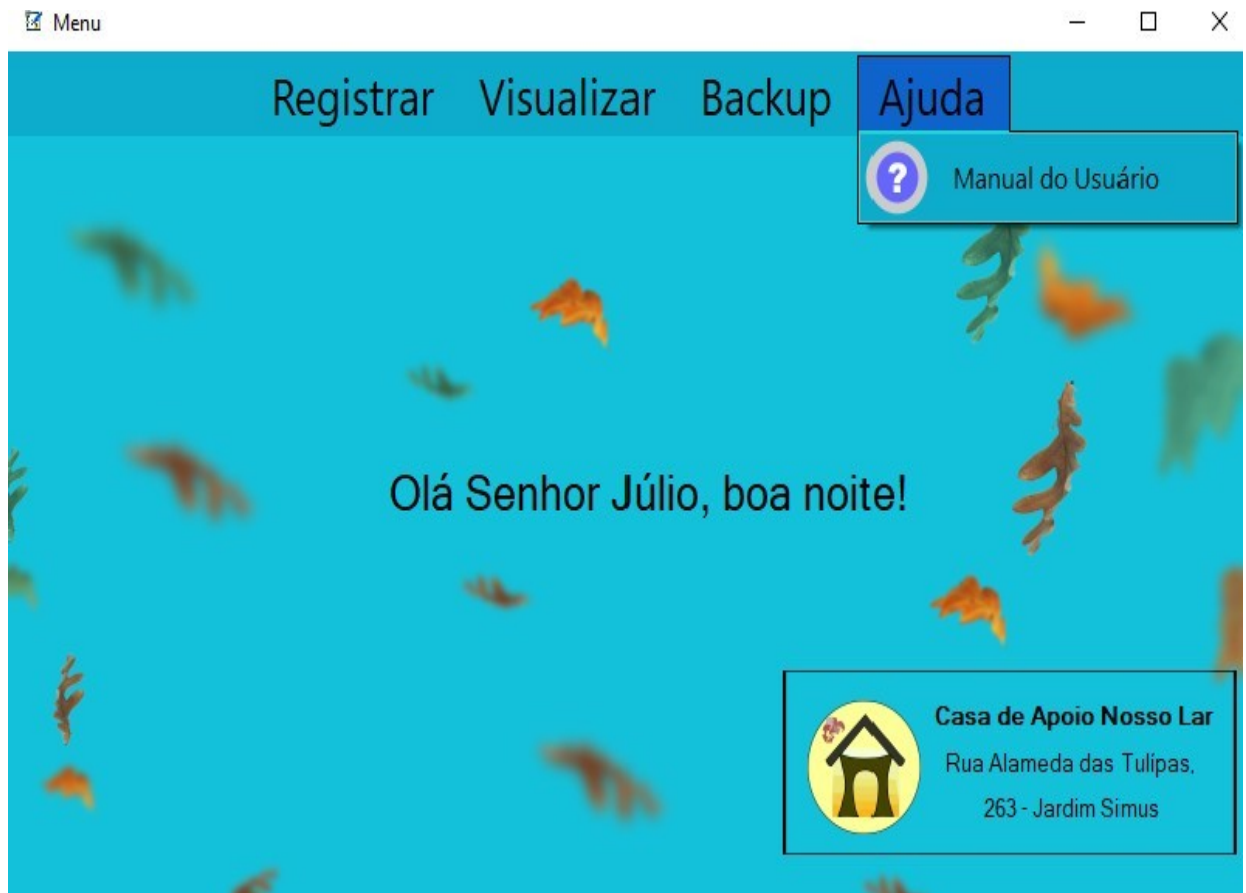 Menu
Registrar Visualizar Backup Ajuda
? Manual do Usuário
Olá Senhor Júlio, boa noite!
Casa de Apoio Nosso Lar
Rua Alameda das Tulípas,
263 - Jardim Simus